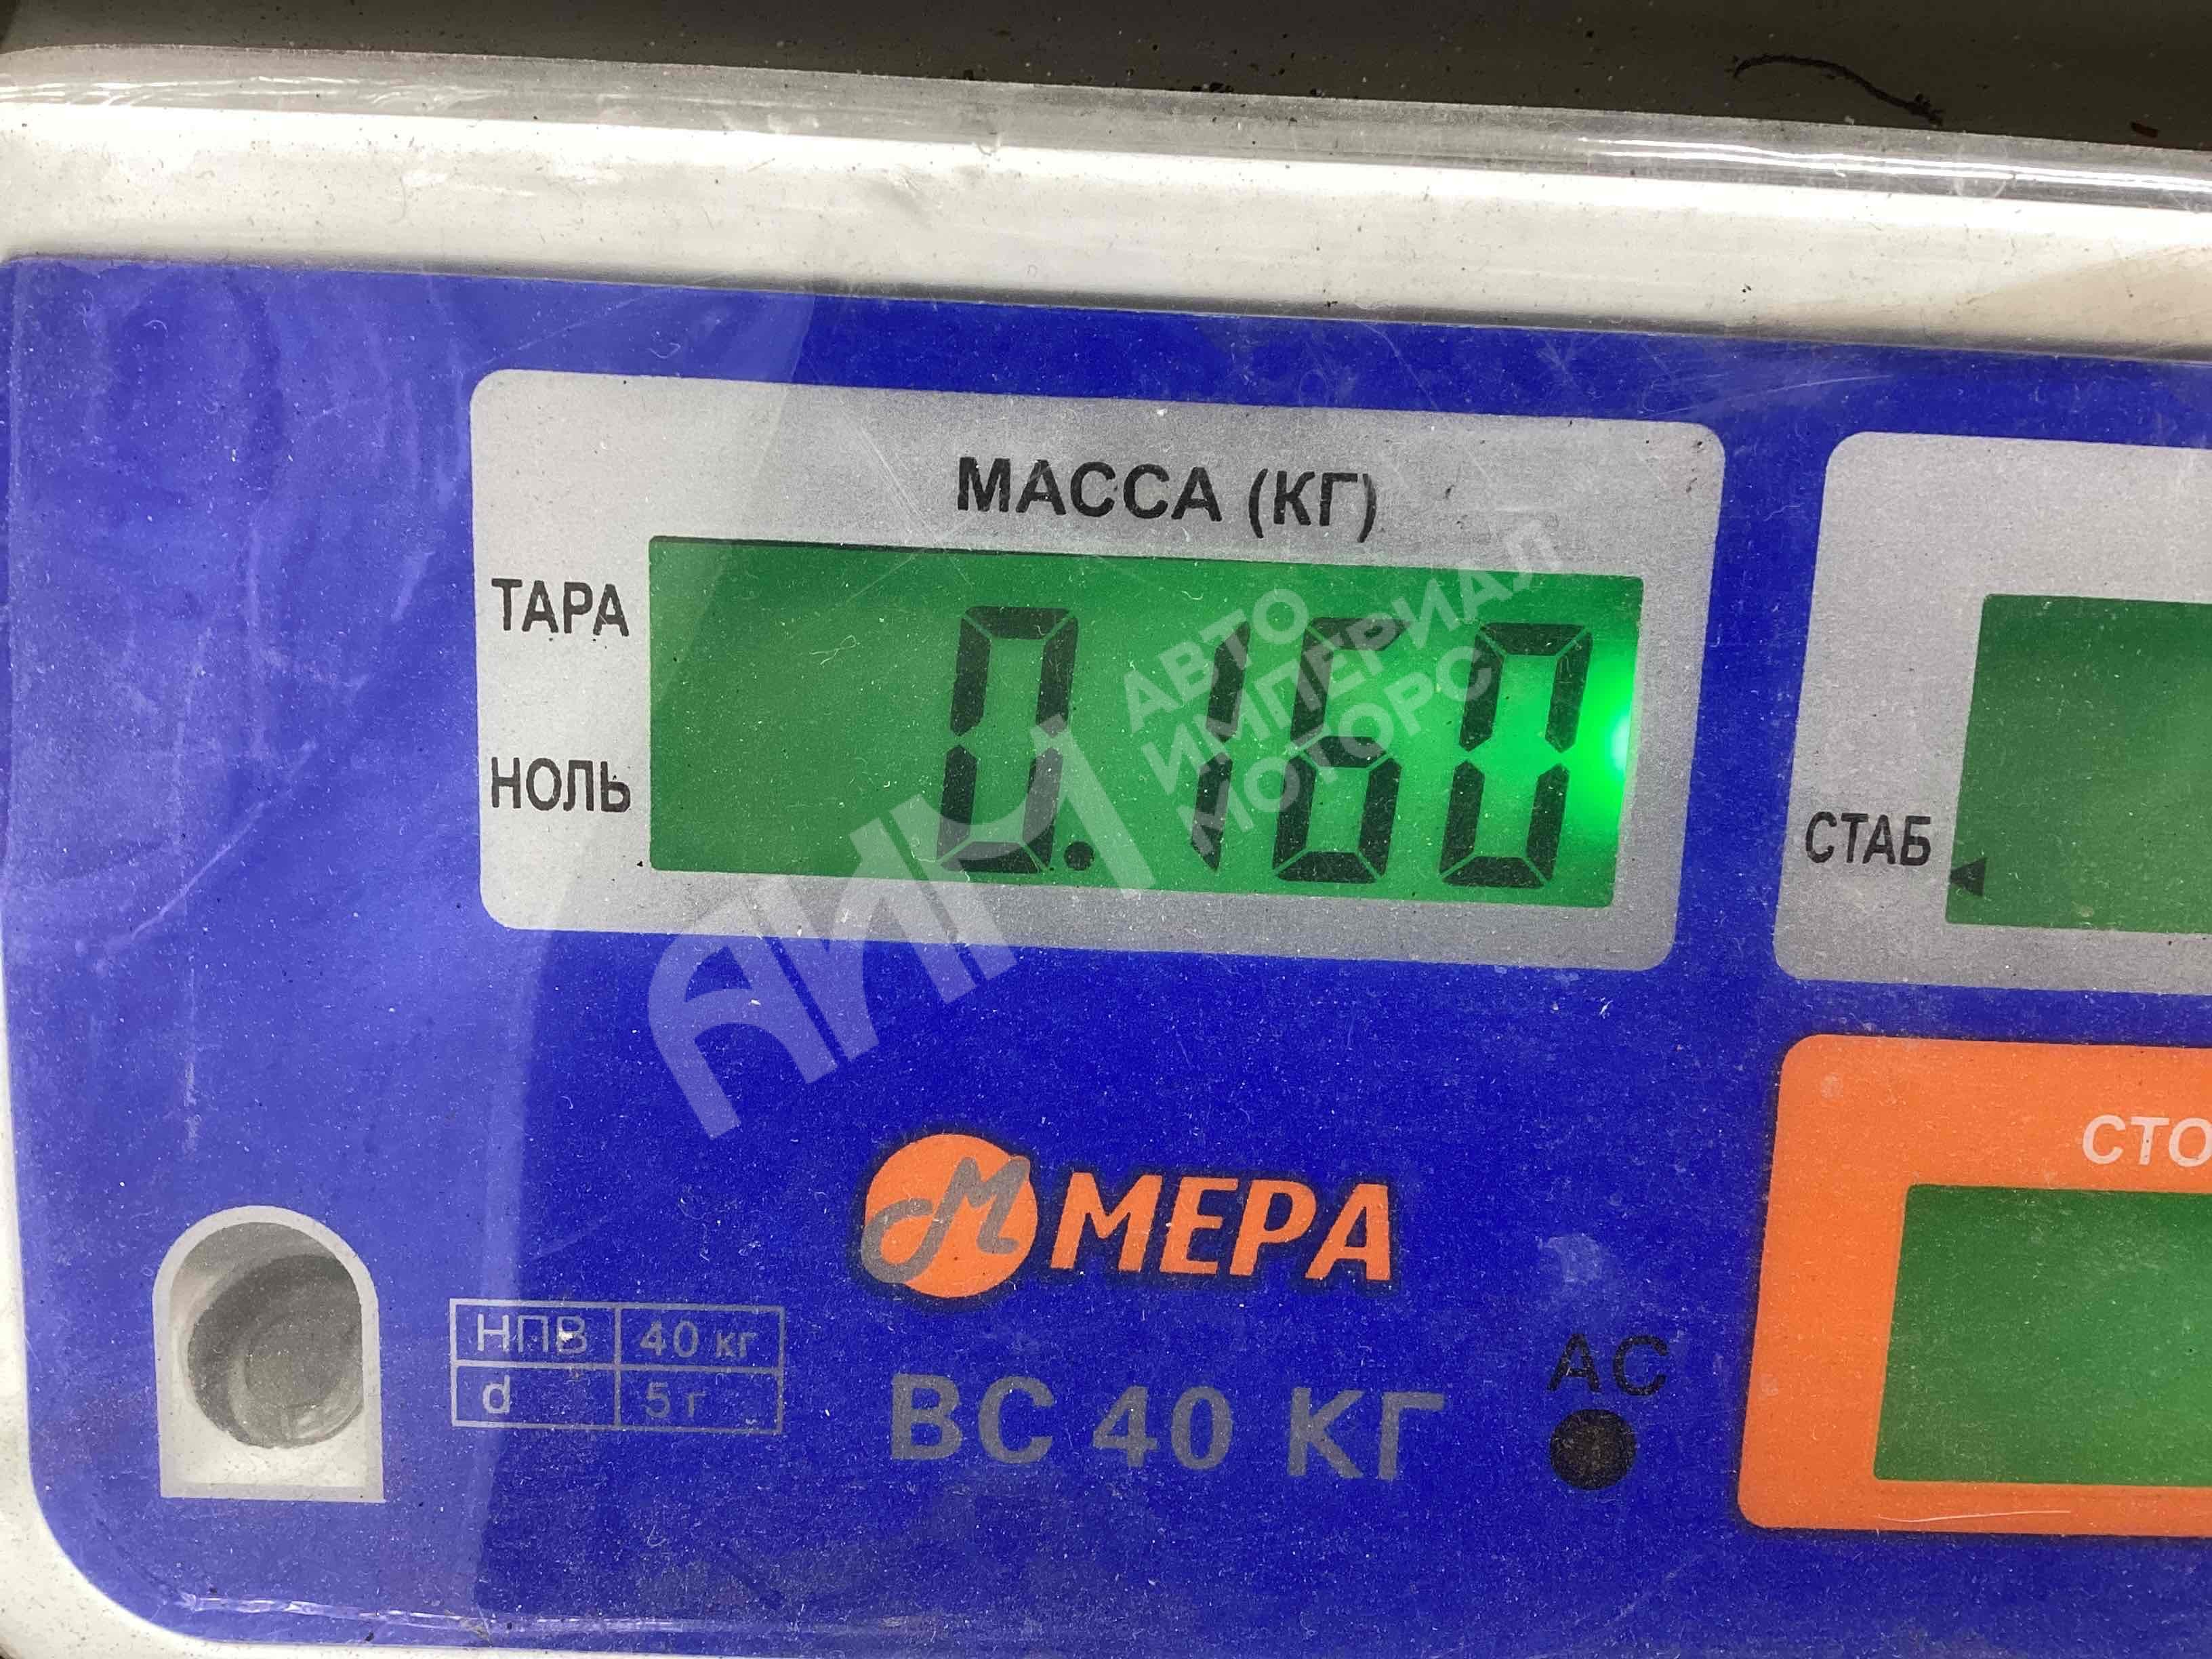 МАССА (КГ)
ТАРА
0.160
НОЛЬ
АВТО
ИМПЕРИАЛ
МОТОРС
АИМ
СТАБ
СТО
М МЕРА
НПВ 40 кг
d 5 г
ВС 40 КГ
АС